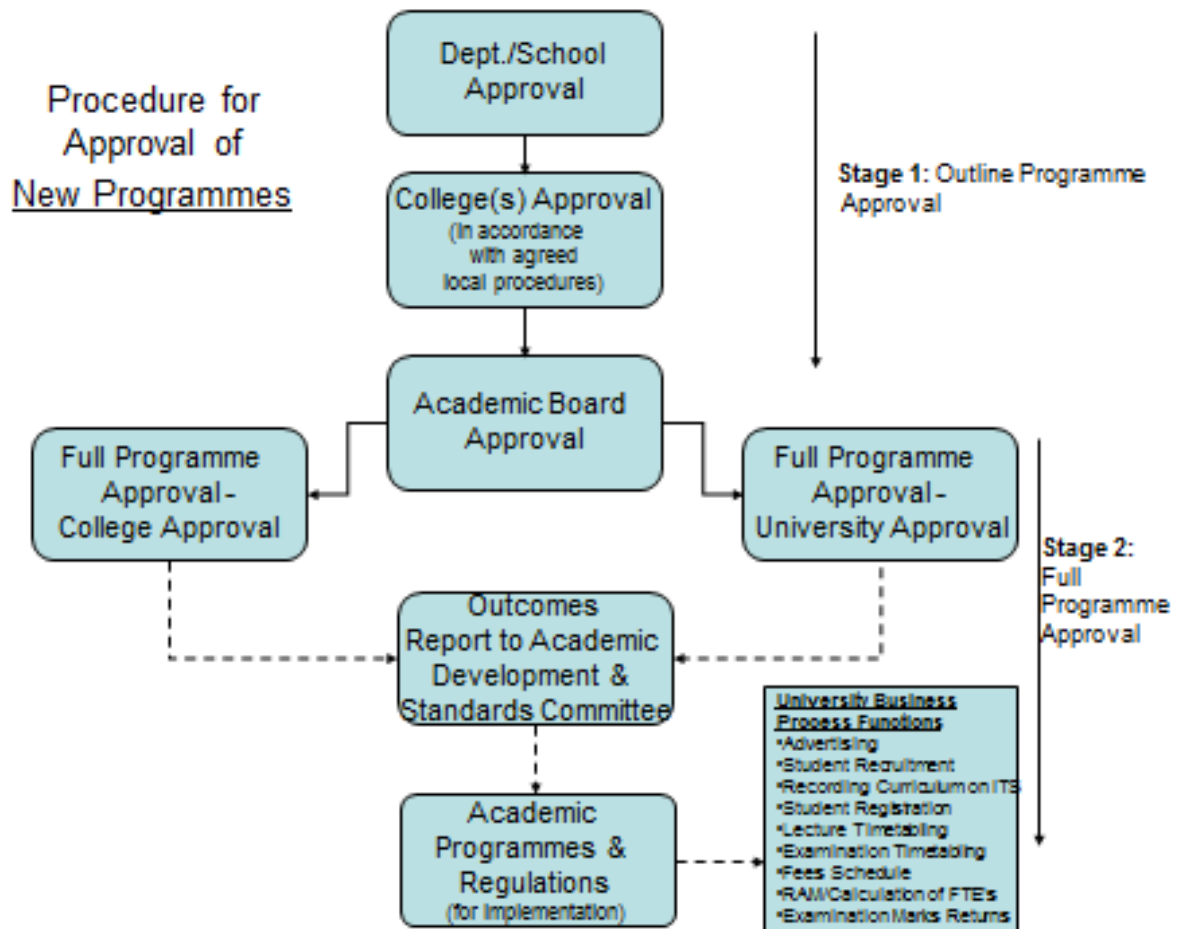 Procedure for
Approval of
New Programmes
Dept./School
Approval
College(s) Approval
(in accordance
with agreed
local procedures)
Academic Board
Approval
Stage 1: Outline Programme
Approval
Full Programme
Approval-
College Approval
Full Programme
Approval-
University Approval
Stage 2:
Full
Programme
Approval
Outcomes
Report to Academic
Development &
Standards Committee
Academic
Programmes &
Regulations
(for implementation)
University Business
Process Functions
•Advertising
•Student Recruitment
•Recording Curriculum on ITS
•Student Registration
•Lecture Timetabling
•Examination Timetabling
•Fees Schedule
•RAM/Calculation of FTE's
•Examination Marks Returns